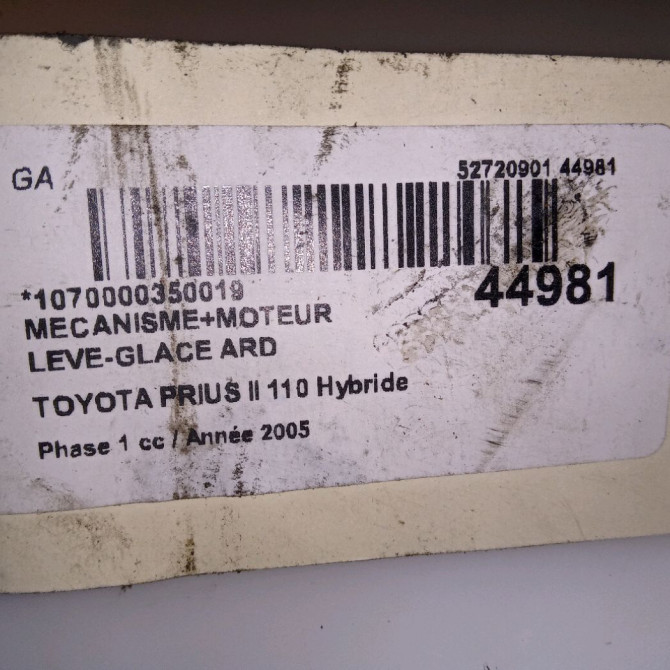 GA
52720901 44981
*1070000350019
44981
MECANISME+MOTEUR
LEVE-GLACE ARD
TOYOTA PRIUS II 110 Hybride
Phase 1 cc / Année 2005